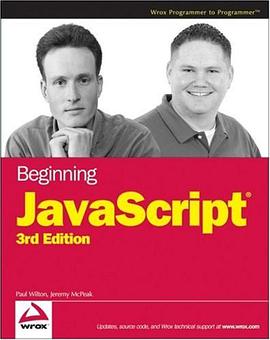 Wrox Programmer to Programmer™
Beginning
JavaScript®
3rd Edition
Paul Wilton, Jeremy McPeak
wrox™
Updates, source code, and Wrox technical support at www.wrox.com